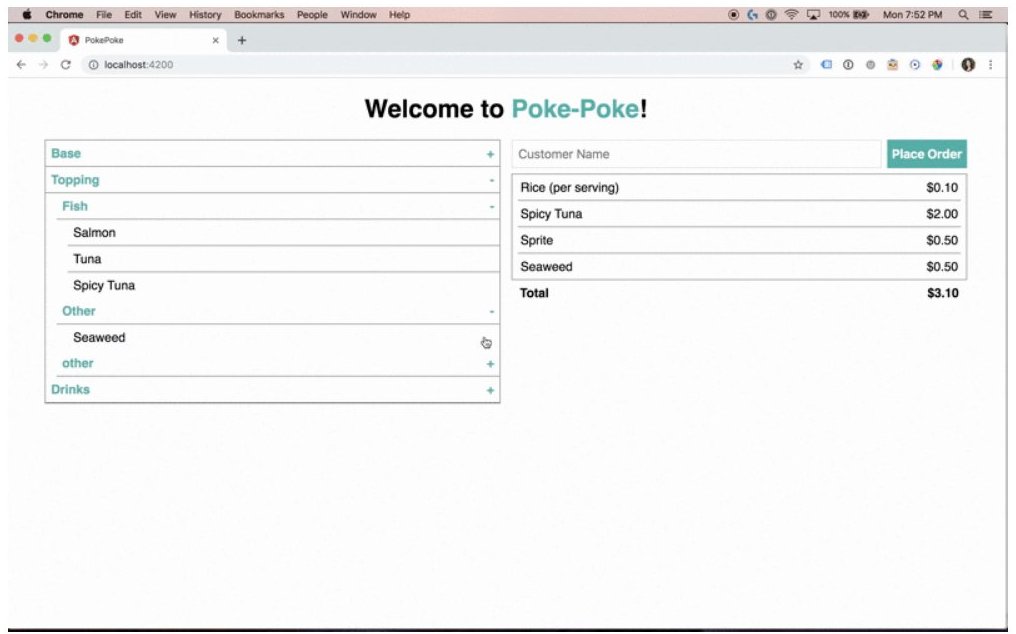 Chrome File Edit View History Bookmarks People Window Help 100% Mon 7:52 PM
PokePoke
localhost:4200
Welcome to Poke-Poke!
Base +
Topping -
Fish -
Salmon
Tuna
Spicy Tuna
Other -
Seaweed
other +
Drinks +
Customer Name Place Order
Rice (per serving) $0.10
Spicy Tuna $2.00
Sprite $0.50
Seaweed $0.50
Total $3.10